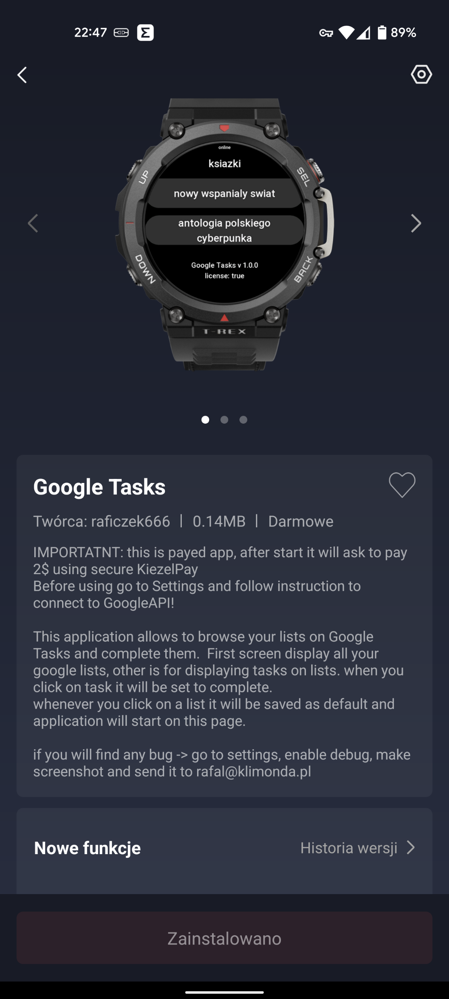 22:47
89%
online
ksiazki
UP
SEL
nowy wspanialy swiat
antologia polskiego
cyberpunka
DOWN
BACK
Google Tasks v 1.0.0
license: true
T-REX
Google Tasks
Twórca: raficzek666 | 0.14MB | Darmowe
IMPORTATNT: this is payed app, after start it will ask to pay
2$ using secure KiezelPay
Before using go to Settings and follow instruction to
connect to GoogleAPI!
This application allows to browse your lists on Google
Tasks and complete them.  First screen display all your
google lists, other is for displaying tasks on lists. when you
click on task it will be set to complete.
whenever you click on a list it will be saved as default and
application will start on this page.
if you will find any bug -> go to settings, enable debug, make
screenshot and send it to rafal@klimonda.pl
Nowe funkcje
Historia wersji
Zainstalowano